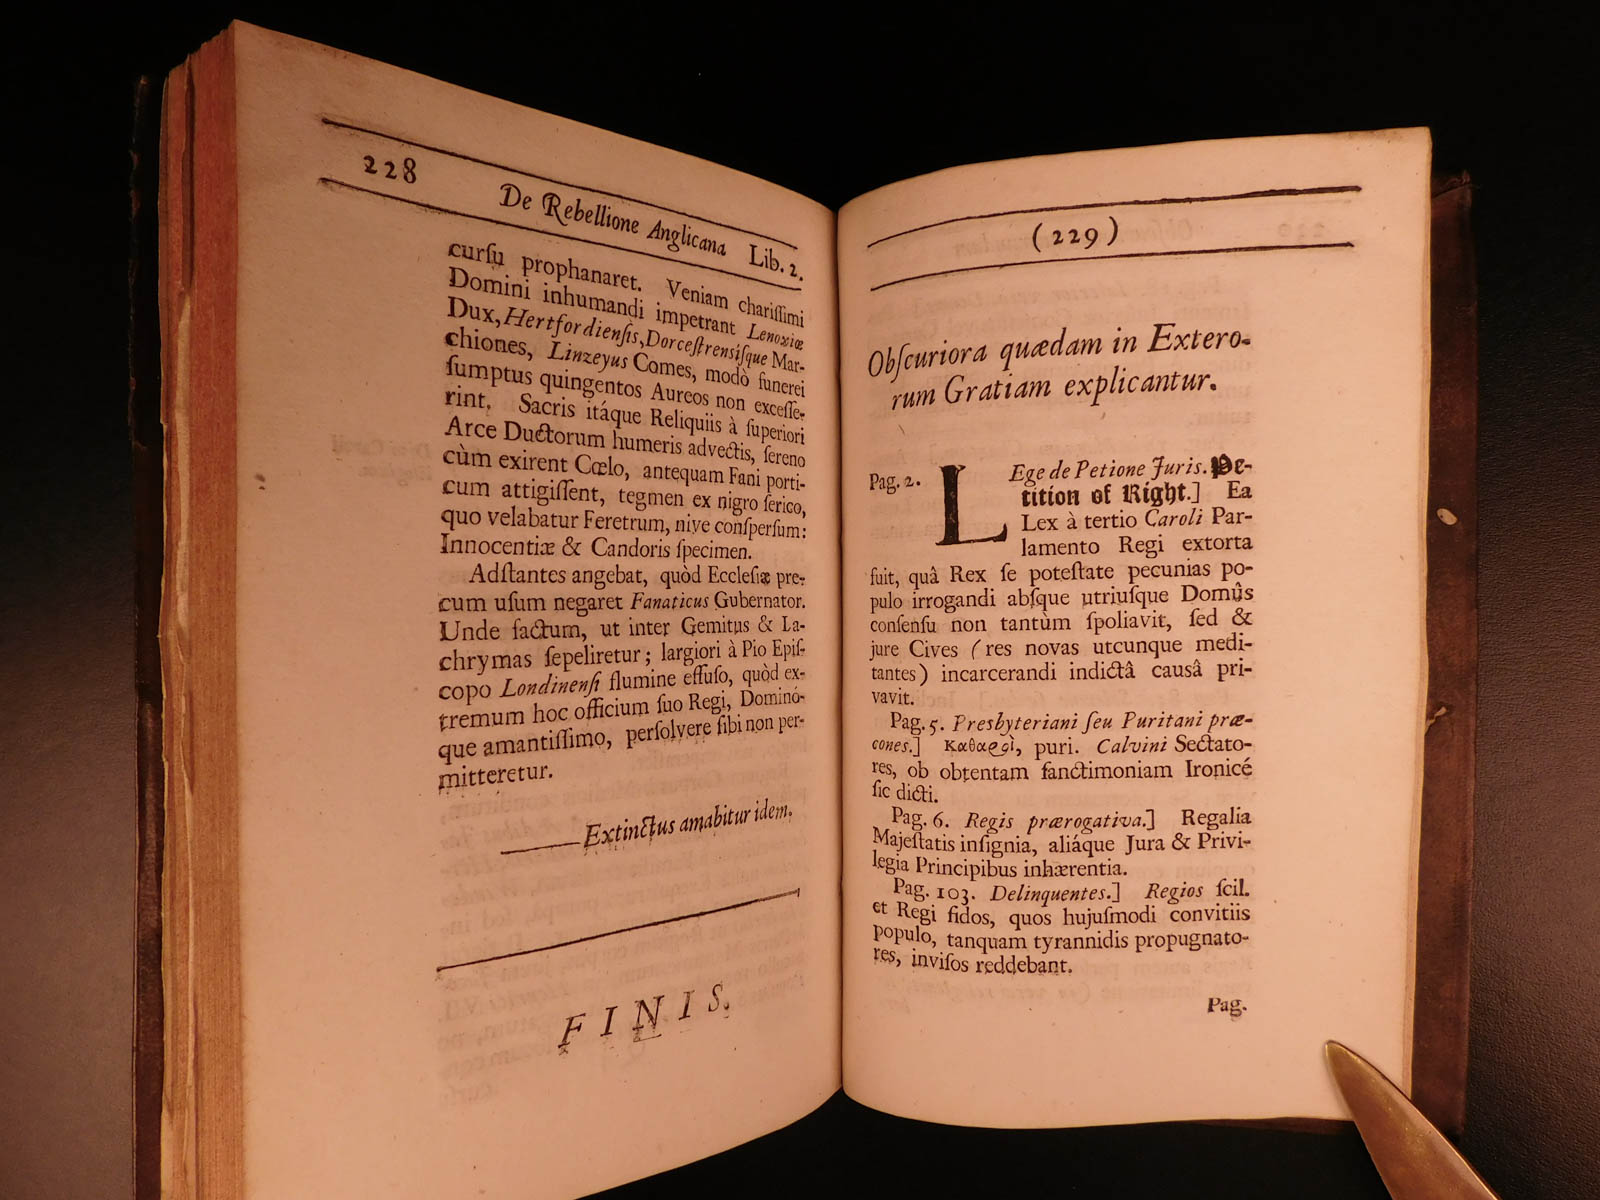 228
De Rebellione Anglicana Lib. 2.
curſu prophanaret. Veniam chariſſimi
Domini inhumandi impetrant Lenoxiæ
Dux, Hertfordienſis, Dorceſtrensiſque Mar-
chiones, Linzeyus Comes, modò funerei
ſumptus quingentos Aureos non exceſſe-
rint. Sacris itáque Reliquiis à ſuperiori
Arce Ductorum humeris advectis, ſereno
cùm exirent Cœlo, antequam Fani porti-
cum attigiſſent, tegmen ex nigro ſerico,
quo velabatur Feretrum, nive conſperſum:
Innocentiæ & Candoris ſpecimen.
Adſtantes angebat, quòd Eccleſiæ pre-
cum uſum negaret Fanaticus Gubernator.
Unde factum, ut inter Gemitus & La-
chrymas ſepeliretur; largiori à Pio Epiſ-
copo Londinenſi flumine effuſo, quòd ex-
tremum hoc officium ſuo Regi, Dominó-
que amantiſſimo, perſolvere ſibi non per-
mitteretur.
Extinctus amabitur idem.
FINIS.
(229)
Obſcuriora quædam in Extero-
rum Gratiam explicantur.
Pag. 2. LEge de Petione Juris. Pe-
tition of Right.] Ea
Lex à tertio Caroli Par-
lamento Regi extorta
fuit, quâ Rex ſe poteſtate pecunias po-
pulo irrogandi abſque utriuſque Domûs
conſenſu non tantùm ſpoliavit, ſed &
jure Cives (res novas utcunque medi-
tantes) incarcerandi indictâ causâ pri-
vavit.
Pag. 5. Presbyteriani ſeu Puritani præ-
cones.] Καθαροὶ, puri. Calvini Sectato-
res, ob obtentam ſanctimoniam Ironicé
ſic dicti.
Pag. 6. Regis prærogativa.] Regalia
Majeſtatis inſignia, aliáque Jura & Privi-
legia Principibus inhærentia.
Pag. 103. Delinquentes.] Regios ſcil.
et Regi fidos, quos hujuſmodi convitiis
populo, tanquam tyrannidis propugnato-
res, inviſos reddebant.
Pag.